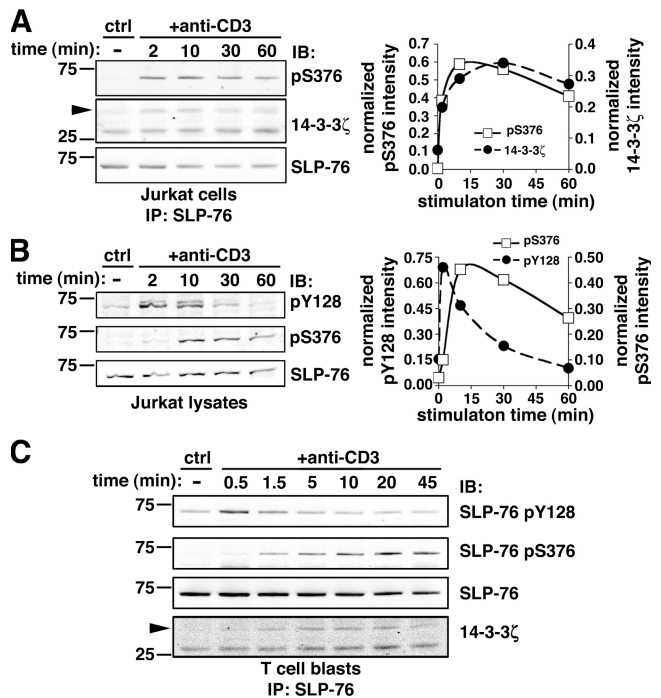 A
ctrl +anti-CD3
time (min): – 2 10 30 60 IB:
75 pS376
14-3-3ζ
25
75 SLP-76
Jurkat cells
IP: SLP-76
normalized pS376 intensity
0.7
0.6
0.5
0.4
0.3
0.2
0.1
0.0
pS376
14-3-3ζ
0.4
0.3
0.2
0.1
0.0
normalized 14-3-3ζ intensity
0 15 30 45 60
stimulaton time (min)
B
ctrl +anti-CD3
time (min): – 2 10 30 60 IB:
75 pY128
75 pS376
75 SLP-76
Jurkat lysates
pS376
pY128
normalized pY128 intensity
0.75
0.60
0.45
0.30
0.15
0.00
0.50
0.40
0.30
0.20
0.10
0.00
normalized pS376 intensity
0 15 30 45 60
stimulaton time (min)
C
ctrl +anti-CD3
time (min): – 0.5 1.5 5 10 20 45 IB:
75 SLP-76 pY128
75 SLP-76 pS376
75 SLP-76
14-3-3ζ
25
T cell blasts
IP: SLP-76